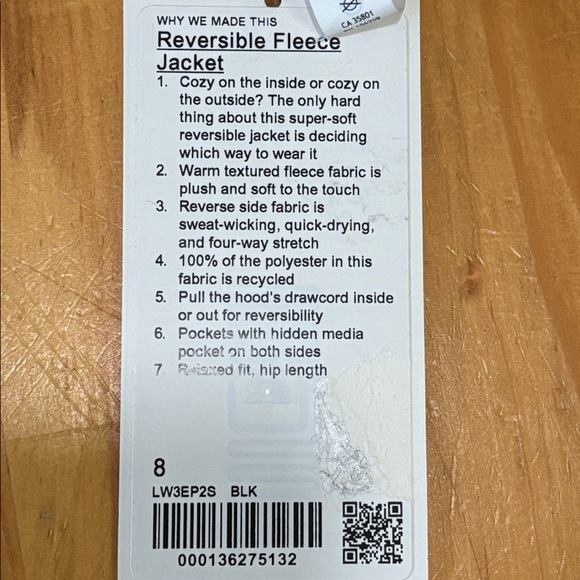 CA 35801
WHY WE MADE THIS
Reversible Fleece
Jacket
1. Cozy on the inside or cozy on
the outside? The only hard
thing about this super-soft
reversible jacket is deciding
which way to wear it
2. Warm textured fleece fabric is
plush and soft to the touch
3. Reverse side fabric is
sweat-wicking, quick-drying,
and four-way stretch
4. 100% of the polyester in this
fabric is recycled
5. Pull the hood's drawcord inside
or out for reversibility
6. Pockets with hidden media
pocket on both sides
7. Relaxed fit, hip length
8
LW3EP2S BLK
000136275132